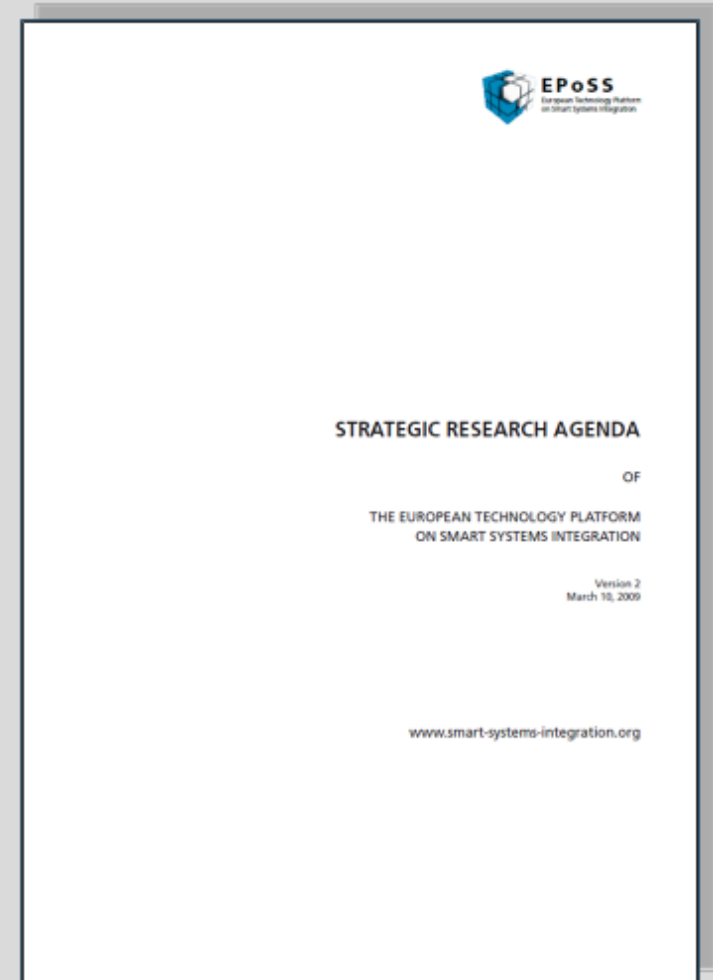 EPoSS
European Technology Platform
on Smart Systems Integration
STRATEGIC RESEARCH AGENDA
OF
THE EUROPEAN TECHNOLOGY PLATFORM
ON SMART SYSTEMS INTEGRATION
Version 2
March 10, 2009
www.smart-systems-integration.org